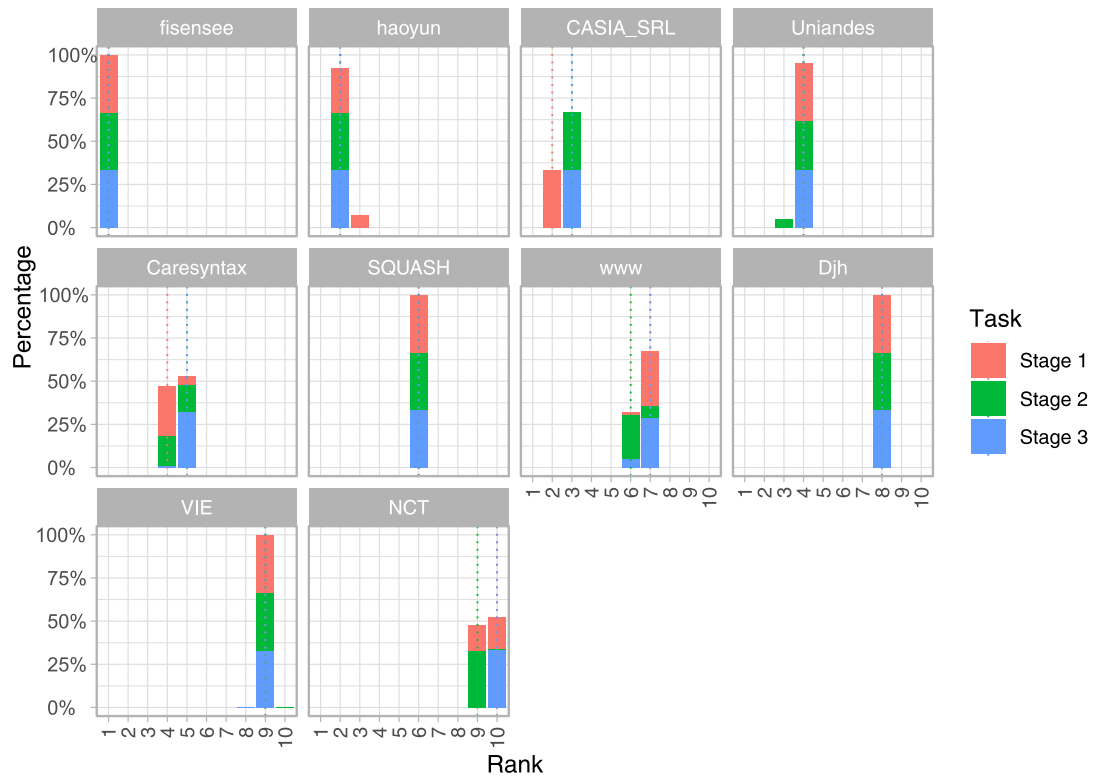 fisensee
haoyun
CASIA_SRL
Uniandes
100%
75%
50%
25%
0%
Caresyntax
SQUASH
www
Djh
100%
75%
50%
25%
0%
1 2 3 4 5 6 7 8 9 10
1 2 3 4 5 6 7 8 9 10
VIE
NCT
100%
75%
50%
25%
0%
1 2 3 4 5 6 7 8 9 10
1 2 3 4 5 6 7 8 9 10
Percentage
Rank
Task
Stage 1
Stage 2
Stage 3